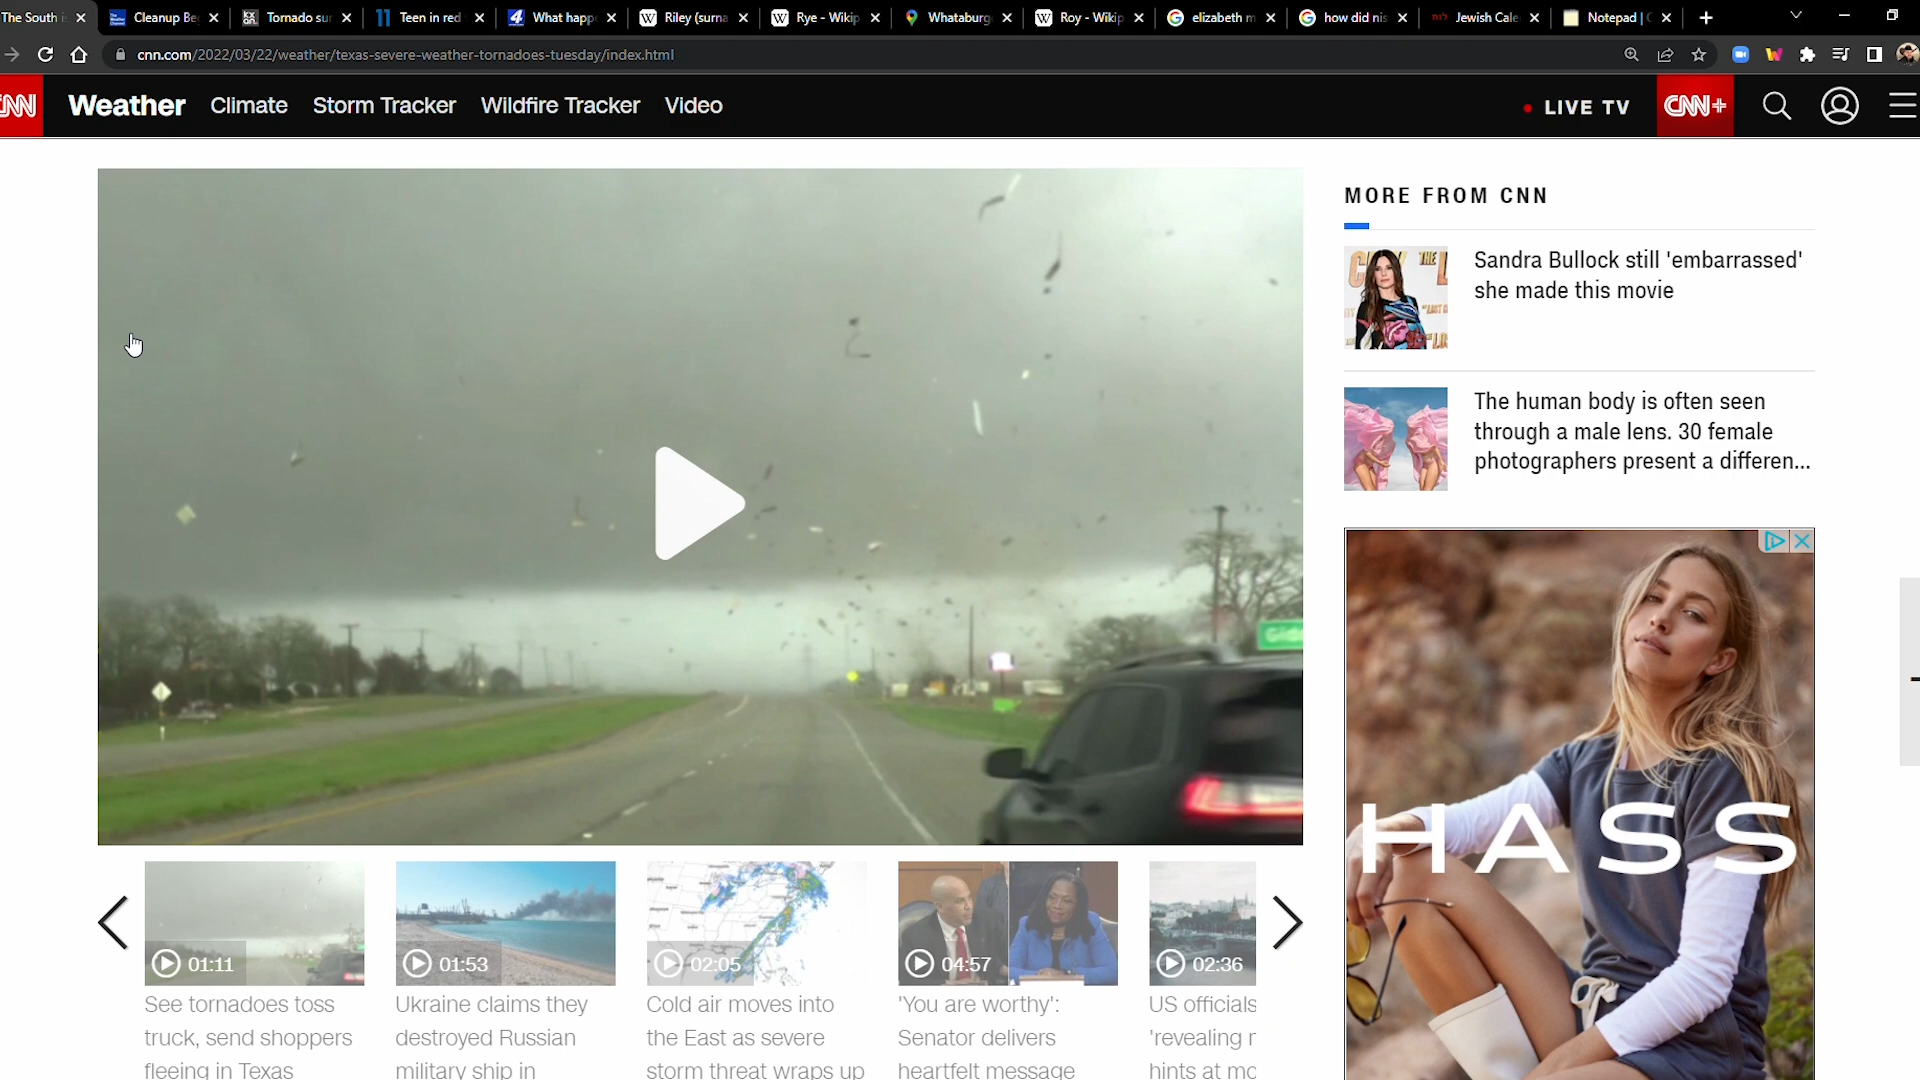 The South is
Cleanup Be
Tornado sur
Teen in red
What happ
Riley (surna
Rye - Wikip
Whataburg
Roy - Wikip
elizabeth m
how did nis
Jewish Cale
Notepad | C
cnn.com/2022/03/22/weather/texas-severe-weather-tornadoes-tuesday/index.html
CNN
Weather
Climate
Storm Tracker
Wildfire Tracker
Video
LIVE TV
CNN+
MORE FROM CNN
Sandra Bullock still 'embarrassed'
she made this movie
The human body is often seen
through a male lens. 30 female
photographers present a differen...
HASS
01:11
01:53
02:05
04:57
02:36
See tornadoes toss
truck, send shoppers
fleeing in Texas
Ukraine claims they
destroyed Russian
military ship in
Cold air moves into
the East as severe
storm threat wraps up
'You are worthy':
Senator delivers
heartfelt message
US officials
'revealing r
hints at mo